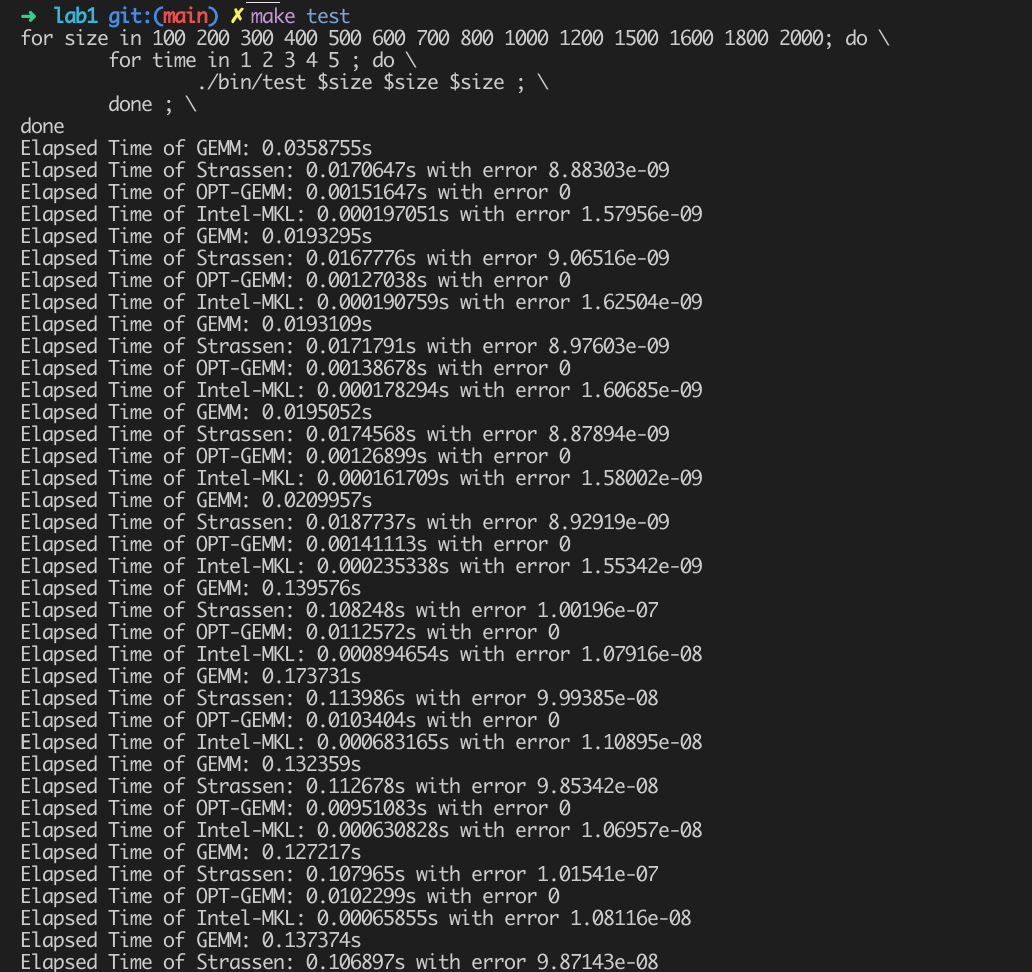 ➜ lab1 git:(main) ✗ make test
for size in 100 200 300 400 500 600 700 800 1000 1200 1500 1600 1800 2000; do \
        for time in 1 2 3 4 5 ; do \
                ./bin/test $size $size $size ; \
        done ; \
done
Elapsed Time of GEMM: 0.0358755s
Elapsed Time of Strassen: 0.0170647s with error 8.88303e-09
Elapsed Time of OPT-GEMM: 0.00151647s with error 0
Elapsed Time of Intel-MKL: 0.000197051s with error 1.57956e-09
Elapsed Time of GEMM: 0.0193295s
Elapsed Time of Strassen: 0.0167776s with error 9.06516e-09
Elapsed Time of OPT-GEMM: 0.00127038s with error 0
Elapsed Time of Intel-MKL: 0.000190759s with error 1.62504e-09
Elapsed Time of GEMM: 0.0193109s
Elapsed Time of Strassen: 0.0171791s with error 8.97603e-09
Elapsed Time of OPT-GEMM: 0.00138678s with error 0
Elapsed Time of Intel-MKL: 0.000178294s with error 1.60685e-09
Elapsed Time of GEMM: 0.0195052s
Elapsed Time of Strassen: 0.0174568s with error 8.87894e-09
Elapsed Time of OPT-GEMM: 0.00126899s with error 0
Elapsed Time of Intel-MKL: 0.000161709s with error 1.58002e-09
Elapsed Time of GEMM: 0.0209957s
Elapsed Time of Strassen: 0.0187737s with error 8.92919e-09
Elapsed Time of OPT-GEMM: 0.00141113s with error 0
Elapsed Time of Intel-MKL: 0.000235338s with error 1.55342e-09
Elapsed Time of GEMM: 0.139576s
Elapsed Time of Strassen: 0.108248s with error 1.00196e-07
Elapsed Time of OPT-GEMM: 0.0112572s with error 0
Elapsed Time of Intel-MKL: 0.000894654s with error 1.07916e-08
Elapsed Time of GEMM: 0.173731s
Elapsed Time of Strassen: 0.113986s with error 9.99385e-08
Elapsed Time of OPT-GEMM: 0.0103404s with error 0
Elapsed Time of Intel-MKL: 0.000683165s with error 1.10895e-08
Elapsed Time of GEMM: 0.132359s
Elapsed Time of Strassen: 0.112678s with error 9.85342e-08
Elapsed Time of OPT-GEMM: 0.00951083s with error 0
Elapsed Time of Intel-MKL: 0.000630828s with error 1.06957e-08
Elapsed Time of GEMM: 0.127217s
Elapsed Time of Strassen: 0.107965s with error 1.01541e-07
Elapsed Time of OPT-GEMM: 0.0102299s with error 0
Elapsed Time of Intel-MKL: 0.00065855s with error 1.08116e-08
Elapsed Time of GEMM: 0.137374s
Elapsed Time of Strassen: 0.106897s with error 9.87143e-08